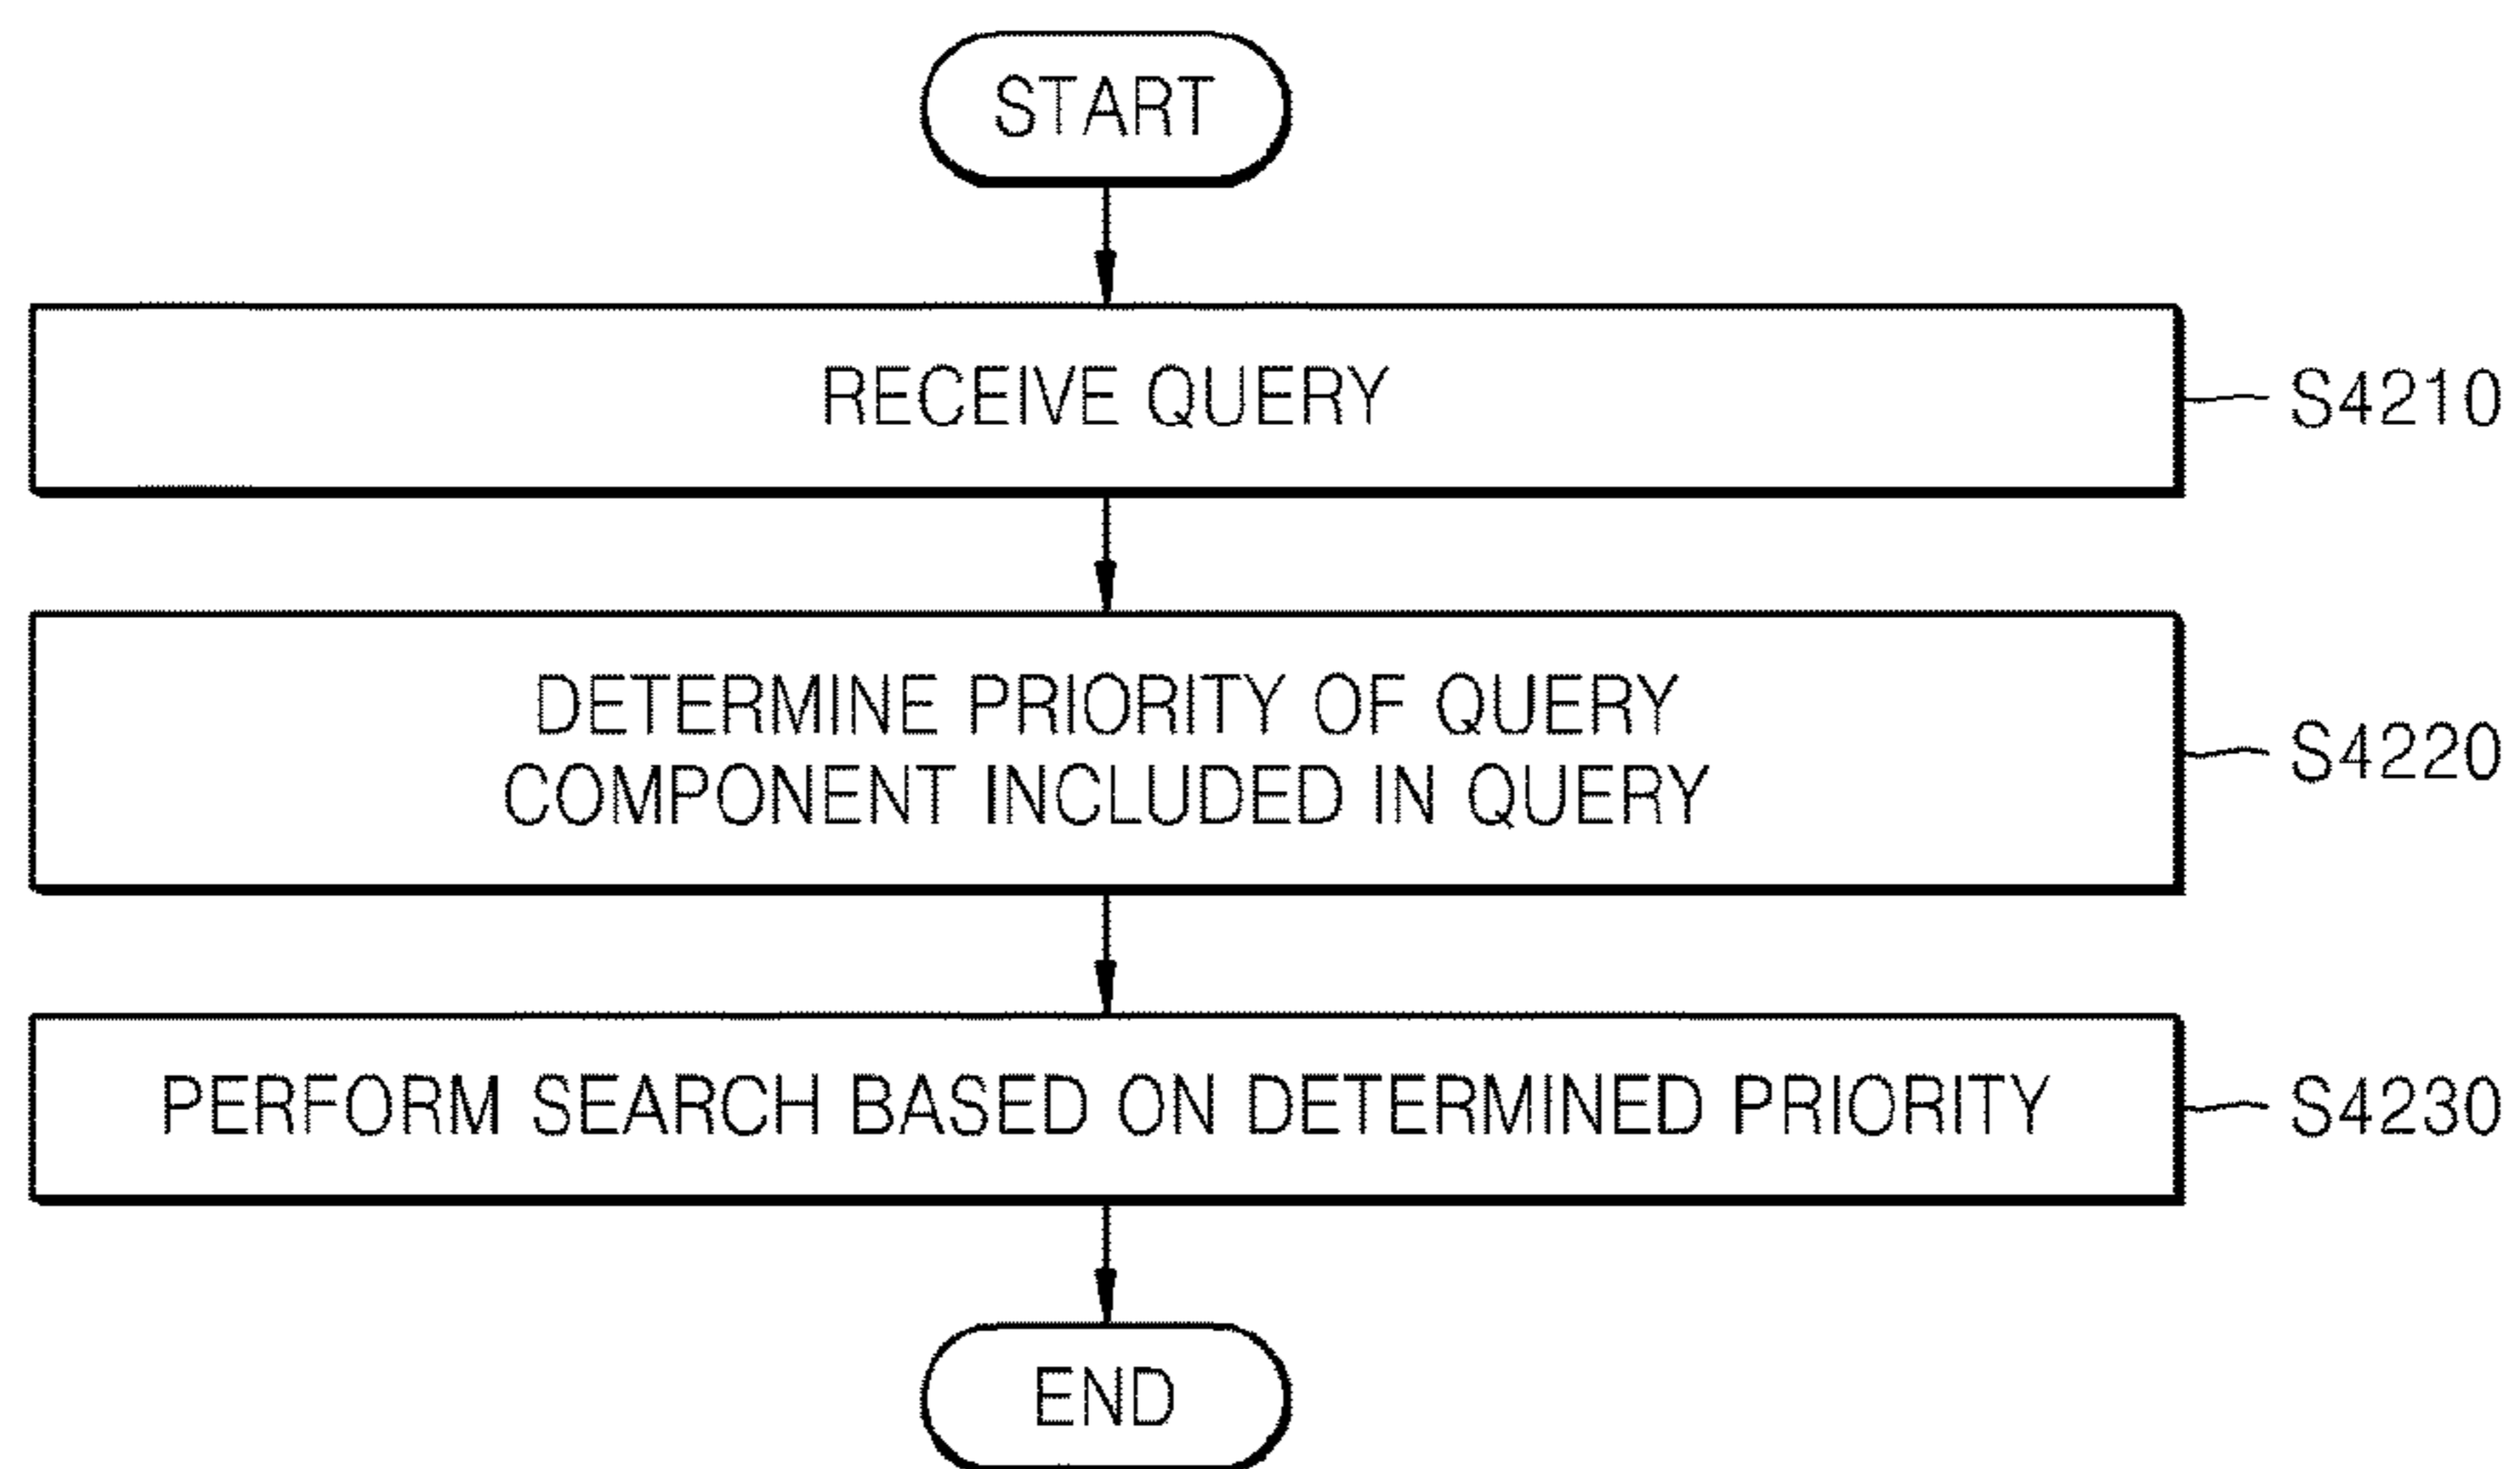 START
RECEIVE QUERY
S4210
DETERMINE PRIORITY OF QUERY
COMPONENT INCLUDED IN QUERY
S4220
PERFORM SEARCH BASED ON DETERMINED PRIORITY
S4230
END